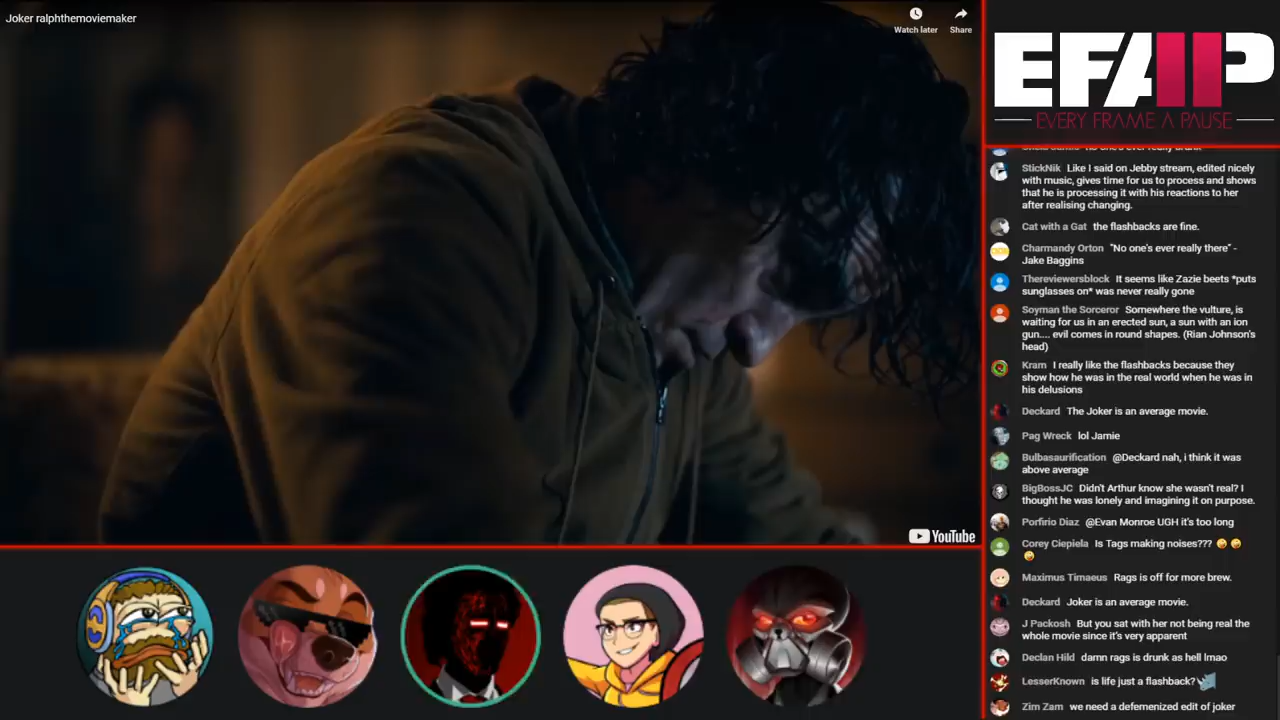 Joker ralphthemoviemaker
Watch later
Share
YouTube
EFAP
EVERY FRAME A PAUSE
StickNik Like I said on Jebby stream, edited nicely
with music, gives time for us to process and shows
that he is processing it with his reactions to her
after realising changing.
Cat with a Gat the flashbacks are fine.
Charmandy Orton "No one's ever really there" -
Jake Baggins
Thereviewersblock It seems like Zazie beets *puts
sunglasses on* was never really gone
Soyman the Sorceror Somewhere the vulture, is
waiting for us in an erected sun, a sun with an ion
gun.... evil comes in round shapes. (Rian Johnson's
head)
Kram I really like the flashbacks because they
show how he was in the real world when he was in
his delusions
Deckard The Joker is an average movie.
Pag Wreck lol Jamie
Bulbasaurification @Deckard nah, i think it was
above average
BigBossJC Didn't Arthur know she wasn't real? I
thought he was lonely and imagining it on purpose.
Porfirio Diaz @Evan Monroe UGH it's too long
Corey Ciepiela Is Tags making noises???
Maximus Timaeus Rags is off for more brew.
Deckard Joker is an average movie.
J Packosh But you sat with her not being real the
whole movie since it's very apparent
Declan Hild damn rags is drunk as hell lmao
LesserKnown is life just a flashback?
Zim Zam we need a defemenized edit of joker